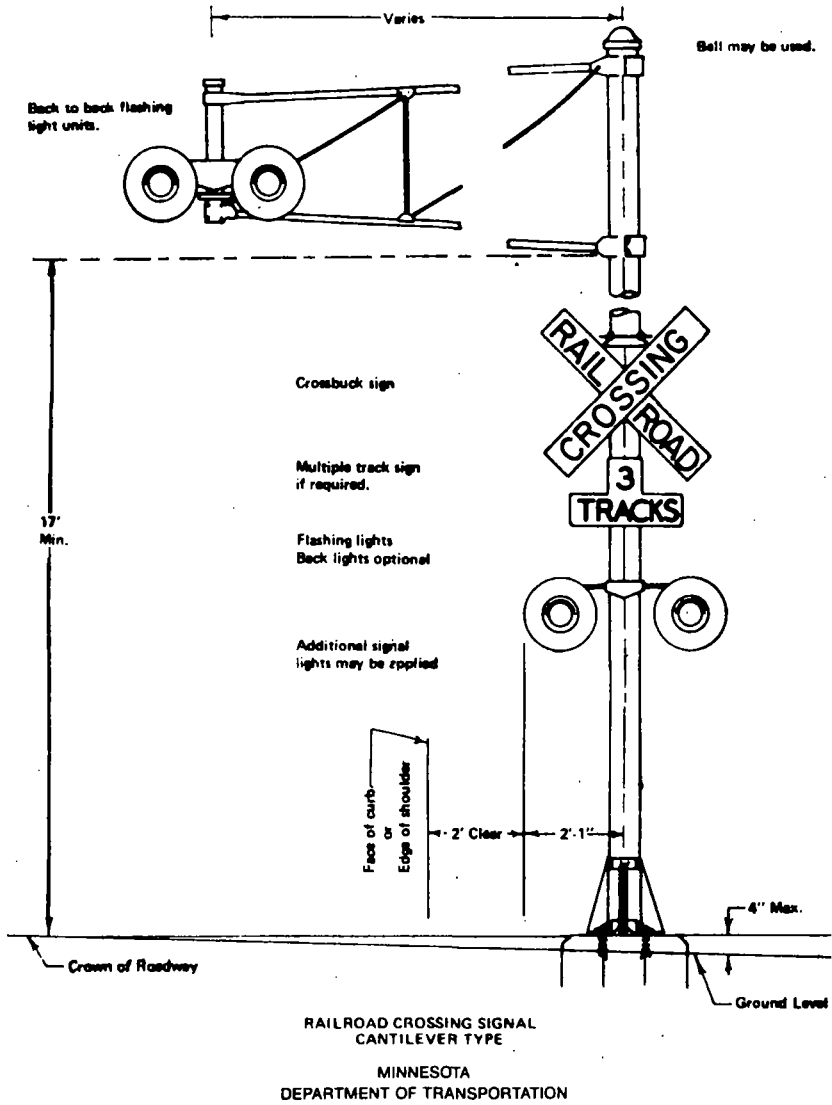 Varies
Bell may be used.
Back to back flashing
light units.
RAIL
ROAD
CROSSING
Crossbuck sign
Multiple track sign
if required.
3
TRACKS
17'
Min.
Flashing lights
Back lights optional
Additional signal
lights may be applied
Face of curb
or
Edge of shoulder
2' Clear
2'-1"
4" Max.
Crown of Roadway
Ground Level
RAILROAD CROSSING SIGNAL
CANTILEVER TYPE
MINNESOTA
DEPARTMENT OF TRANSPORTATION